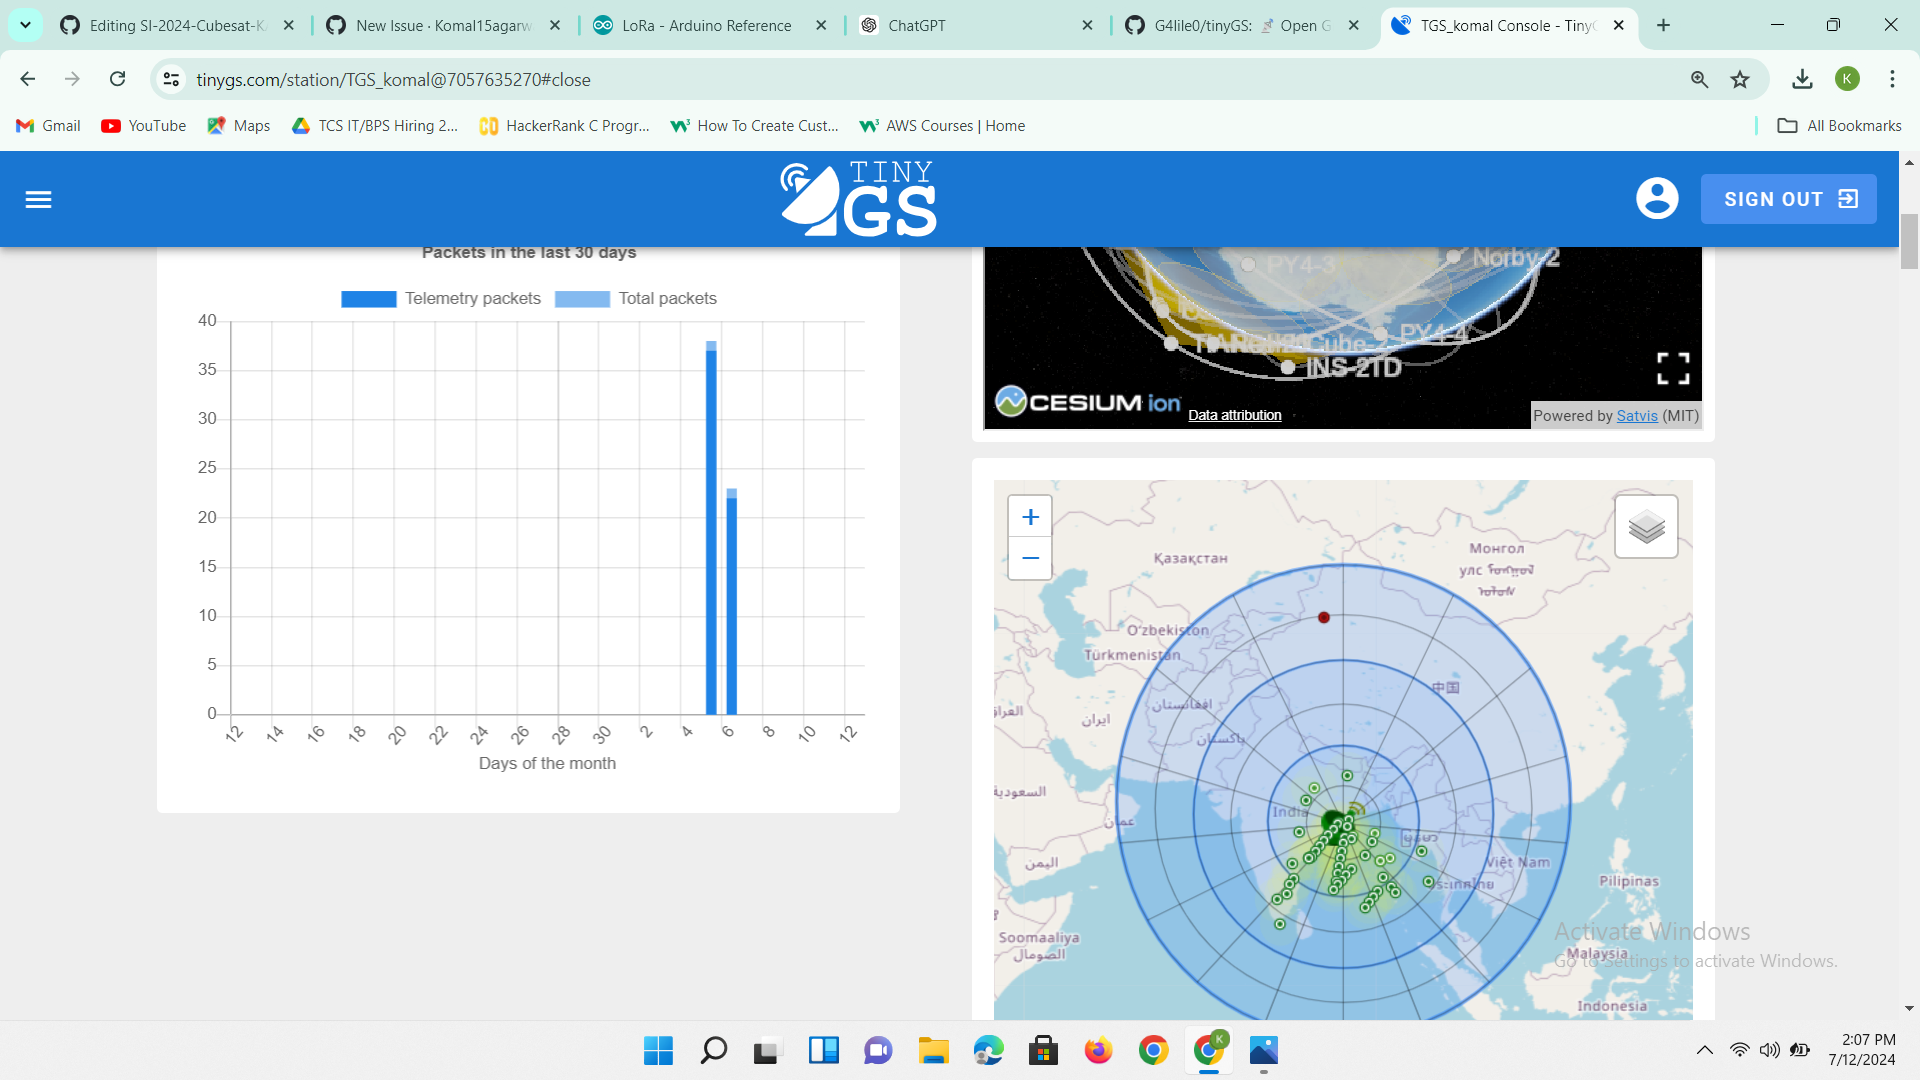 Editing SI-2024-Cubesat-K
New Issue · Komal15agarw
LoRa - Arduino Reference
ChatGPT
G4lile0/tinyGS: Open G
TGS_komal Console - Tiny
tinygs.com/station/TGS_komal@7057635270#close
K
Gmail
YouTube
Maps
TCS IT/BPS Hiring 2...
HackerRank C Progr...
How To Create Cust...
AWS Courses | Home
All Bookmarks
TINY
GS
SIGN OUT
Packets in the last 30 days
Telemetry packets
Total packets
40
35
30
25
20
15
10
5
0
12
14
16
18
20
22
24
26
28
30
2
4
6
8
10
12
Days of the month
PY4-3
Norby-2
PY4-4
INS-2TD
CESIUM ion
Data attribution
Powered by Satvis (MIT)
+
−
Қазақстан
Монгол
улс
Oʻzbekiston
Türkmenistan
中国
افغانستان
العراق
ایران
پاکستان
السعودية
India
عمان
اليمن
Việt Nam
Pilipinas
Soomaaliya
الصومال
Malaysia
Indonesia
Activate Windows
Go to Settings to activate Windows.
K
2:07 PM
7/12/2024